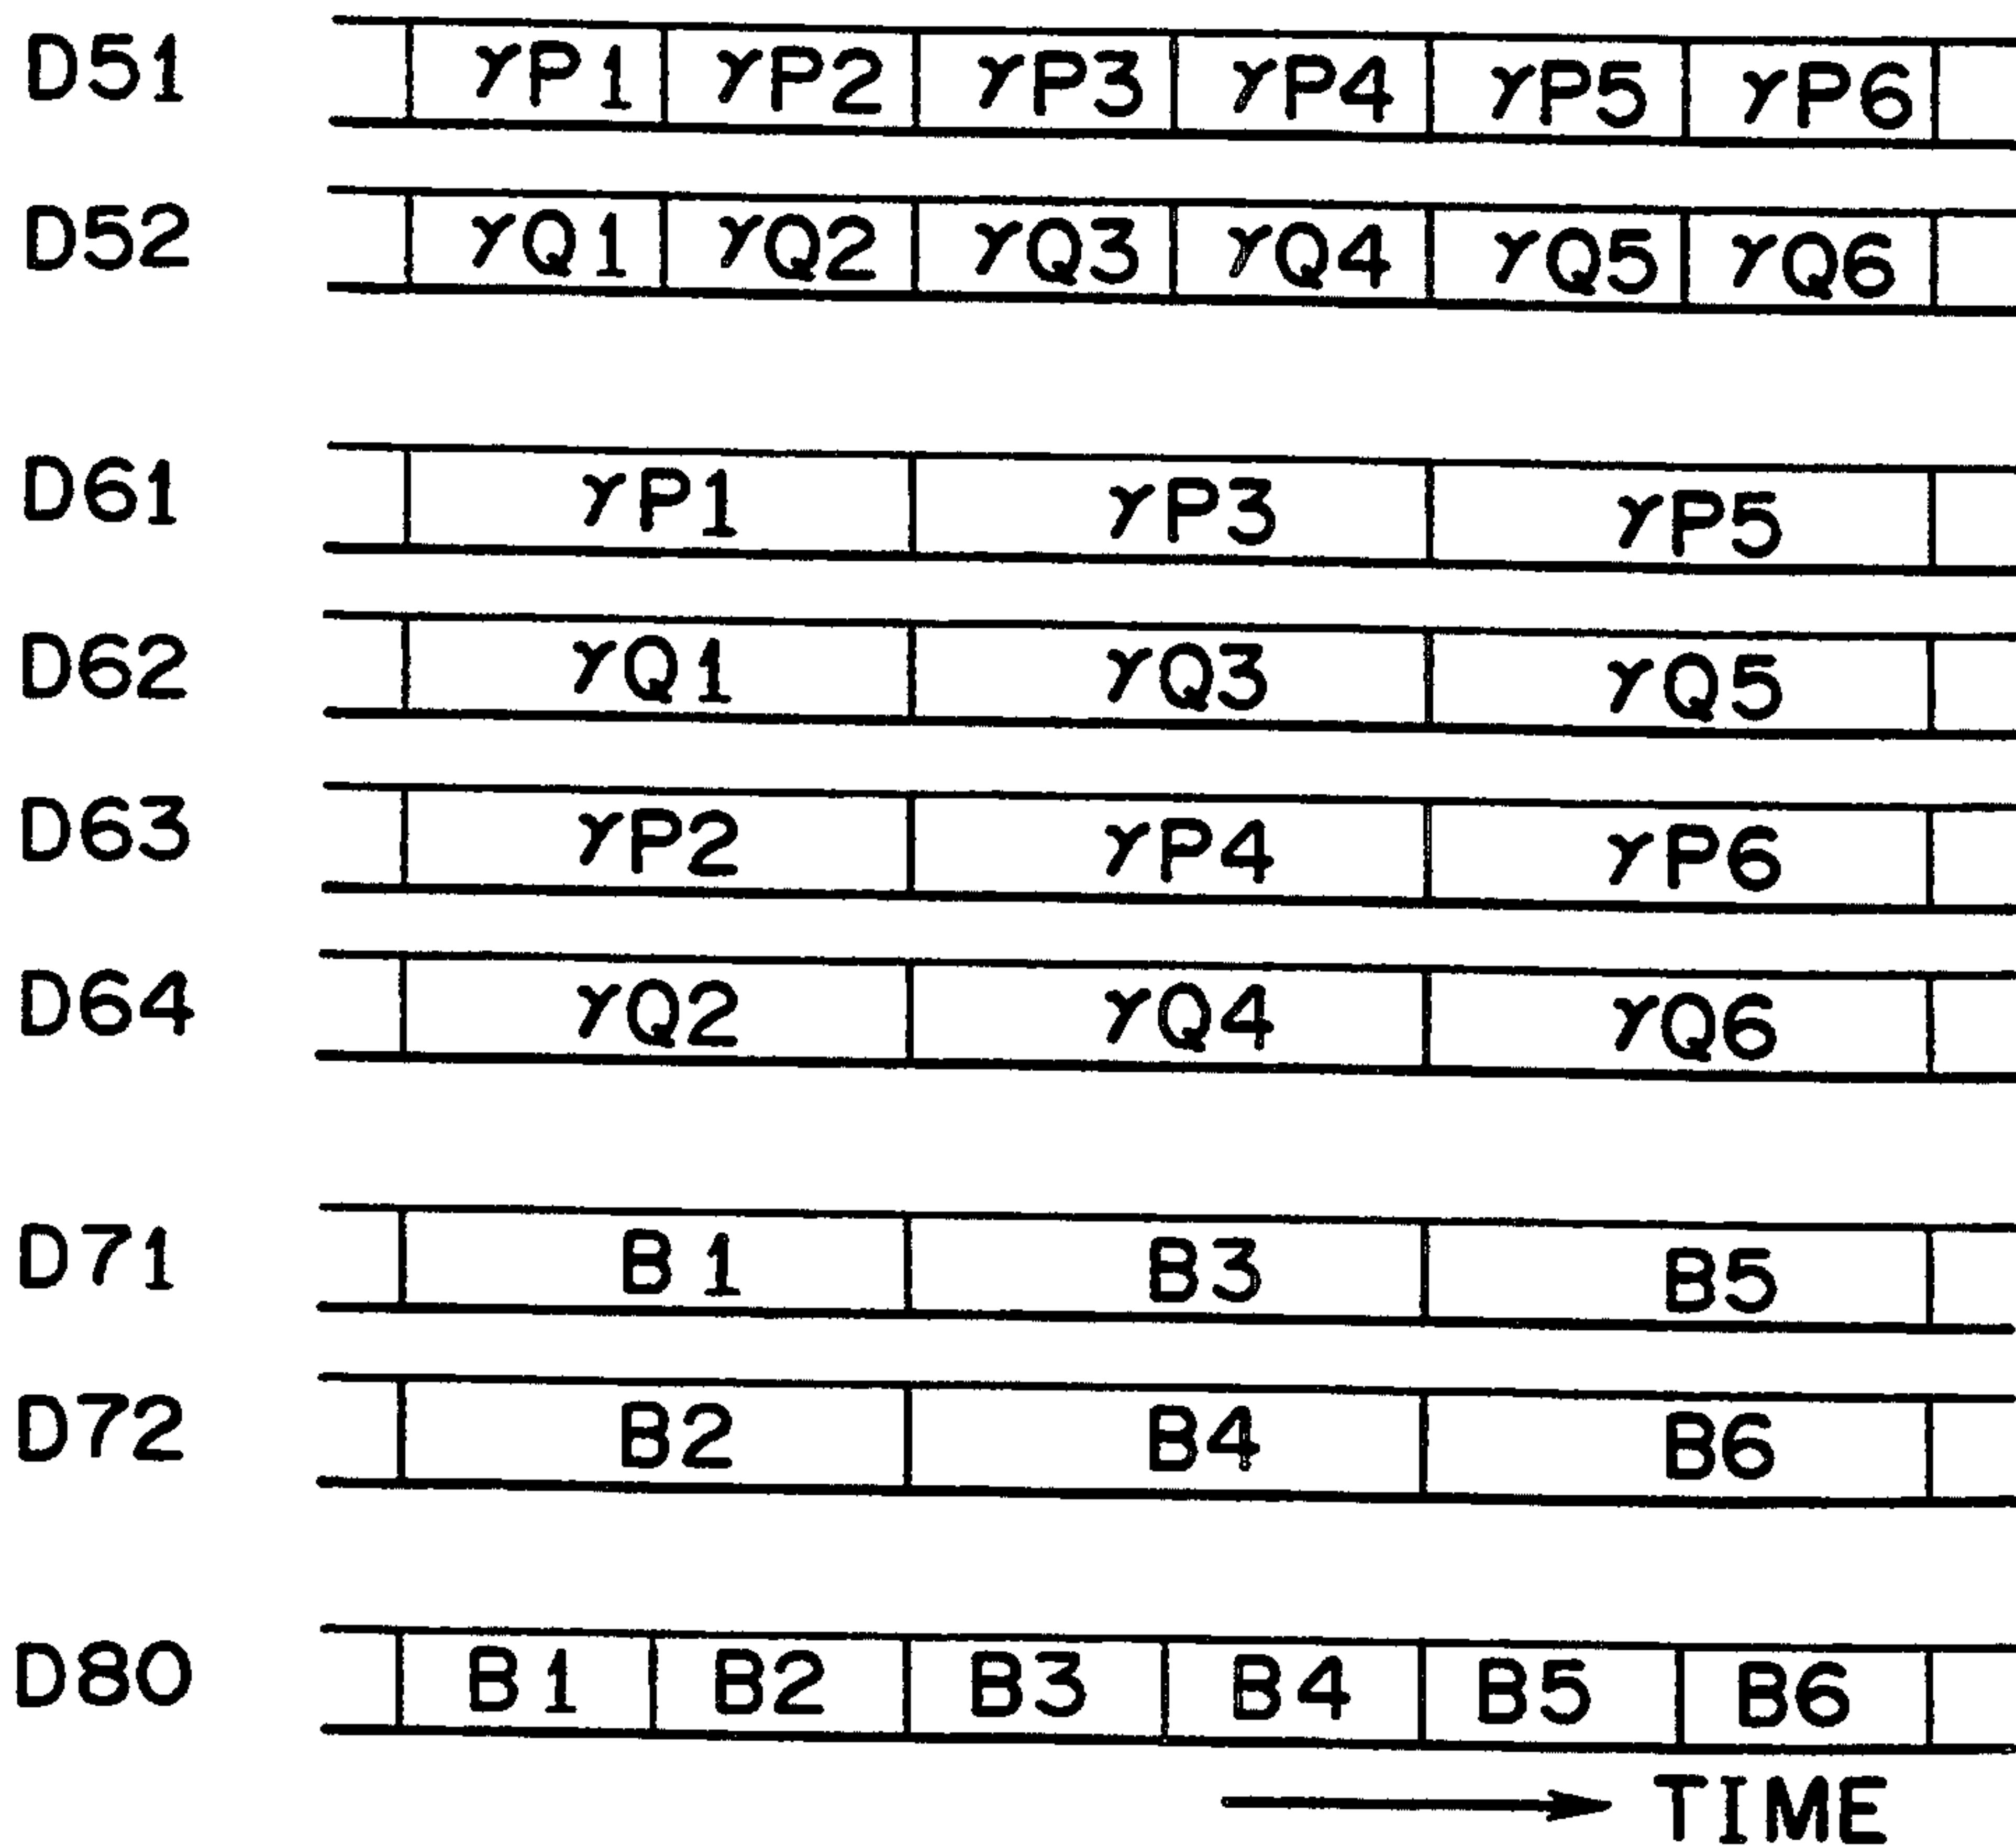 D51 γP1 γP2 γP3 γP4 γP5 γP6
D52 γQ1 γQ2 γQ3 γQ4 γQ5 γQ6
D61 γP1 γP3 γP5
D62 γQ1 γQ3 γQ5
D63 γP2 γP4 γP6
D64 γQ2 γQ4 γQ6
D71 B1 B3 B5
D72 B2 B4 B6
D80 B1 B2 B3 B4 B5 B6
TIME